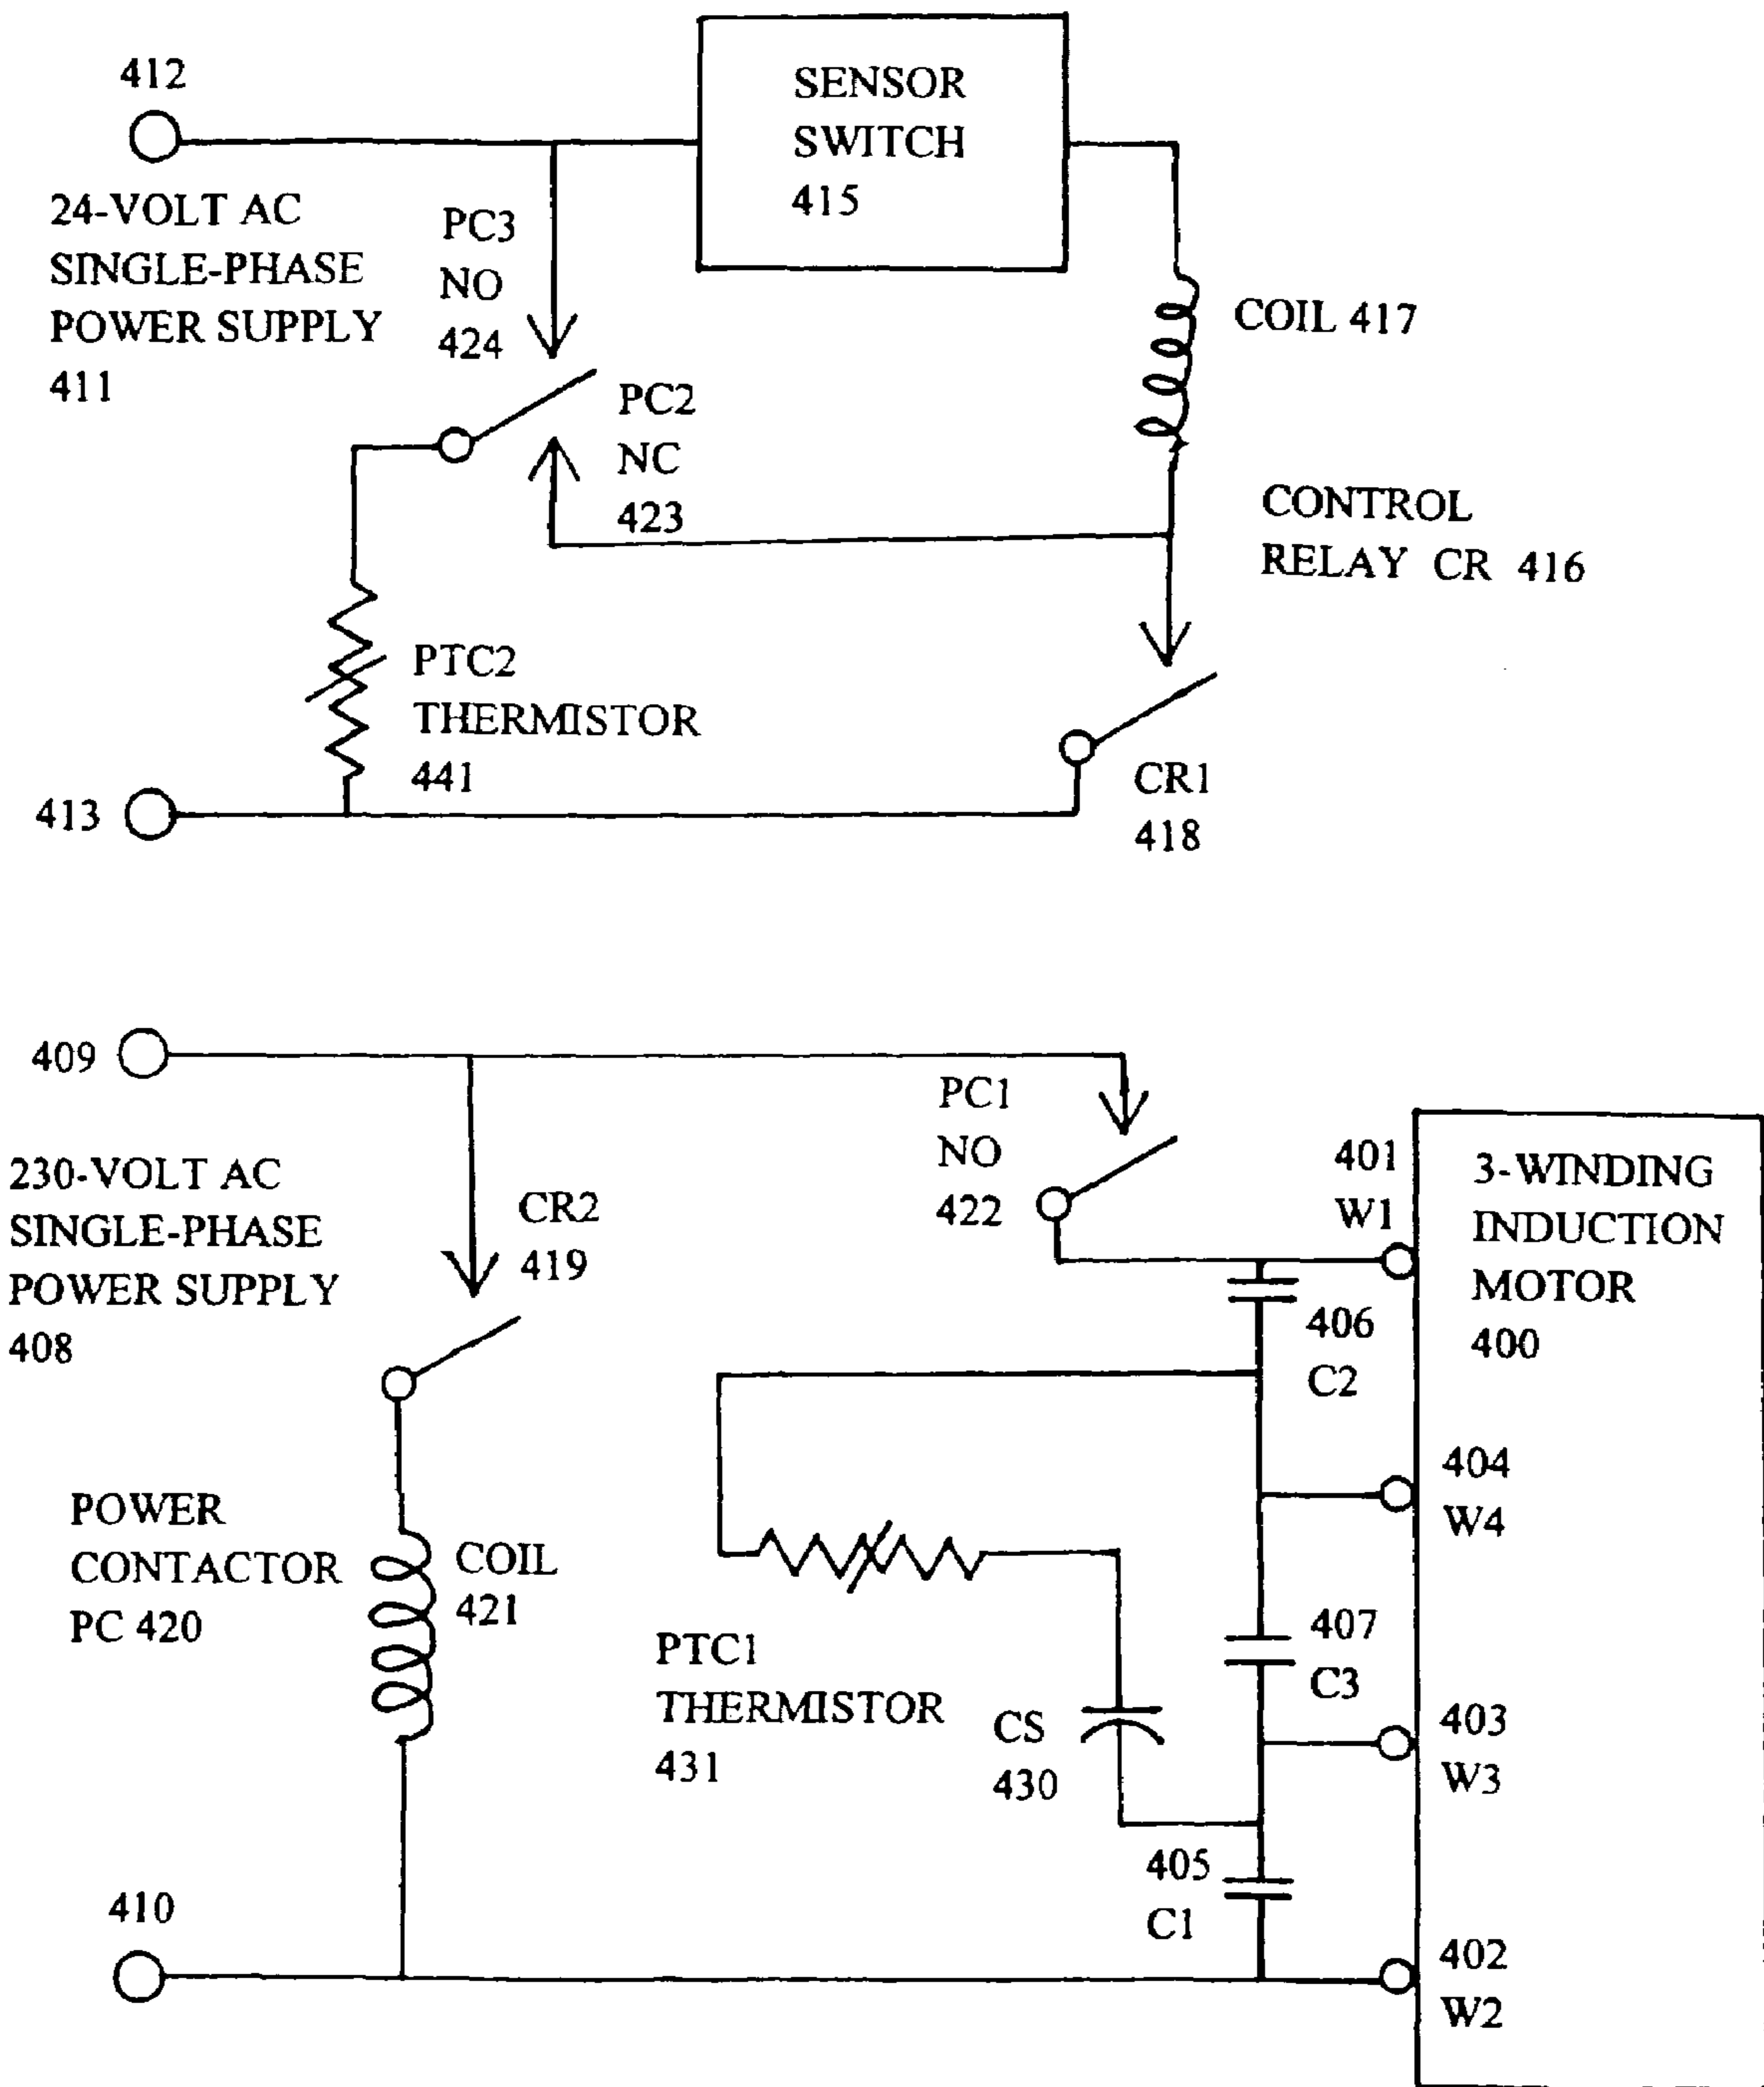 412
SENSOR
SWITCH
415
24-VOLT AC
SINGLE-PHASE
POWER SUPPLY
411
PC3
NO
424
COIL 417
PC2
NC
423
CONTROL
RELAY CR 416
PTC2
THERMISTOR
441
413
CR1
418
409
PC1
NO
422
230-VOLT AC
SINGLE-PHASE
POWER SUPPLY
408
CR2
419
401
W1
3-WINDING
INDUCTION
MOTOR
400
406
C2
404
W4
POWER
CONTACTOR
PC 420
COIL
421
407
C3
PTC1
THERMISTOR
431
CS
430
403
W3
405
C1
410
402
W2